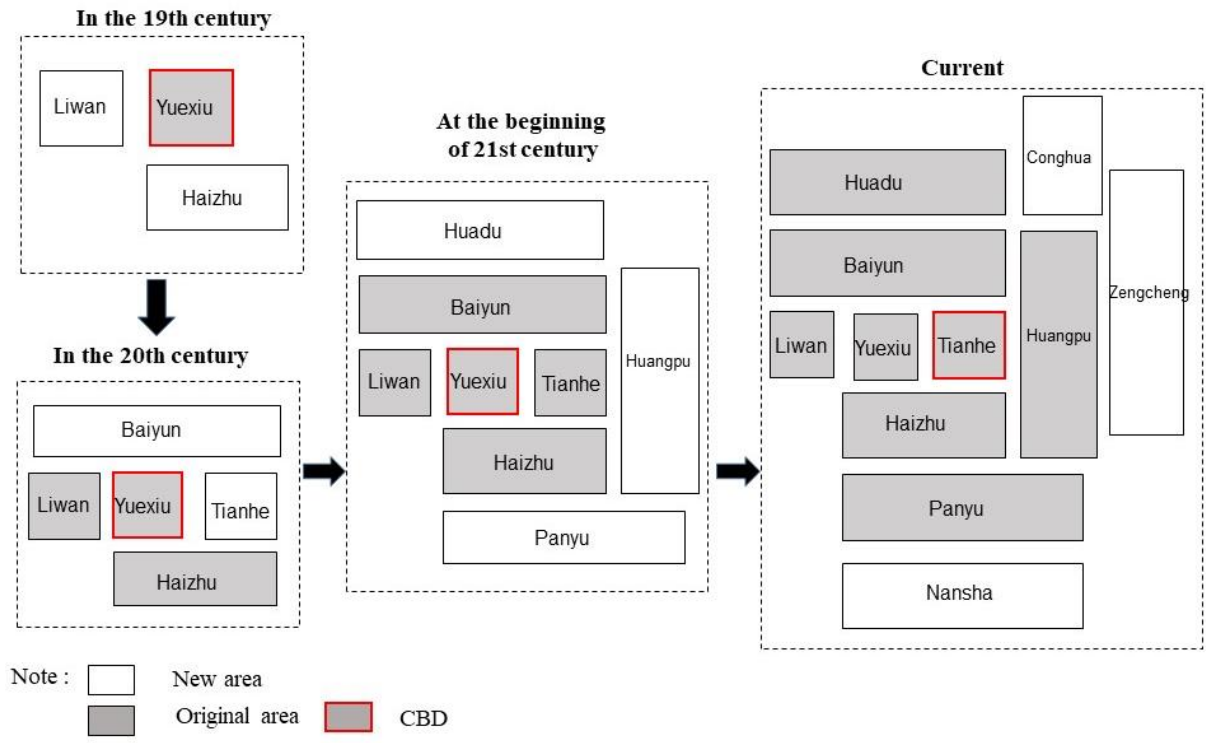 In the 19th century
Liwan
Yuexiu
Haizhu
In the 20th century
Baiyun
Liwan
Yuexiu
Tianhe
Haizhu
At the beginning
of 21st century
Huadu
Baiyun
Liwan
Yuexiu
Tianhe
Huangpu
Haizhu
Panyu
Current
Conghua
Huadu
Baiyun
Zengcheng
Liwan
Yuexiu
Tianhe
Huangpu
Haizhu
Panyu
Nansha
Note :
New area
Original area
CBD